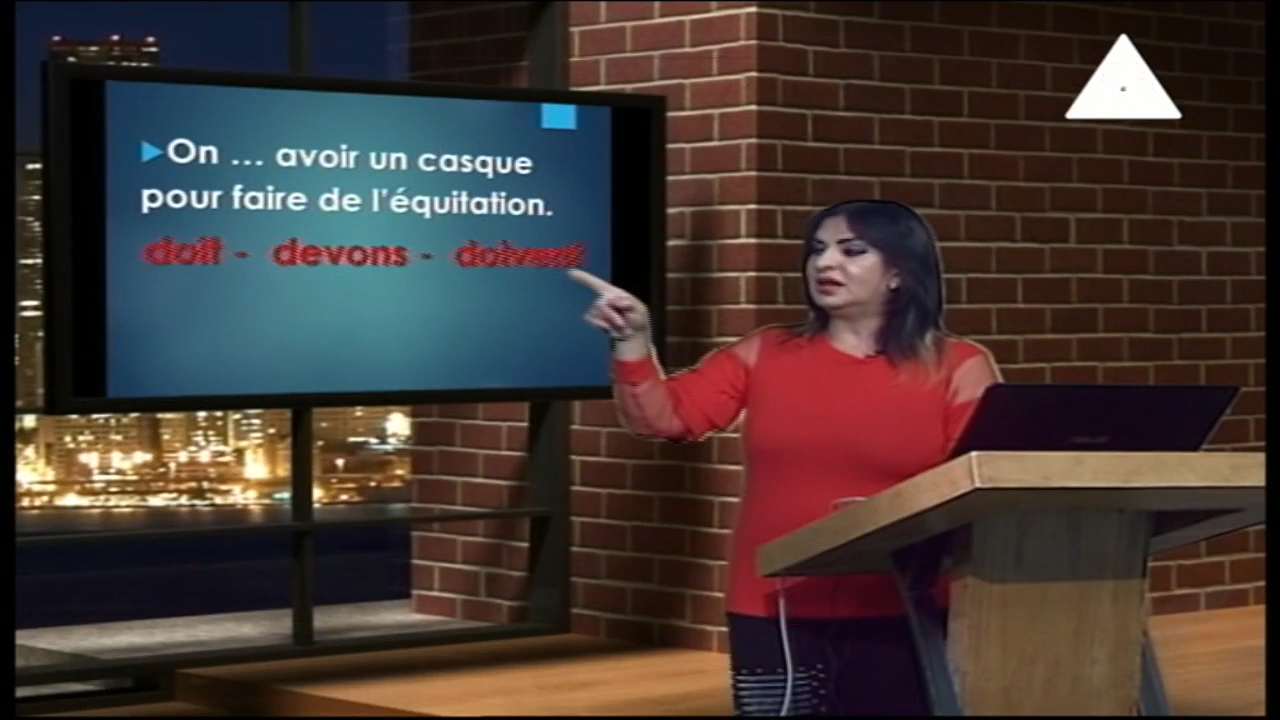 ▶On ... avoir un casque
pour faire de l'équitation.
doit - devons - doivent